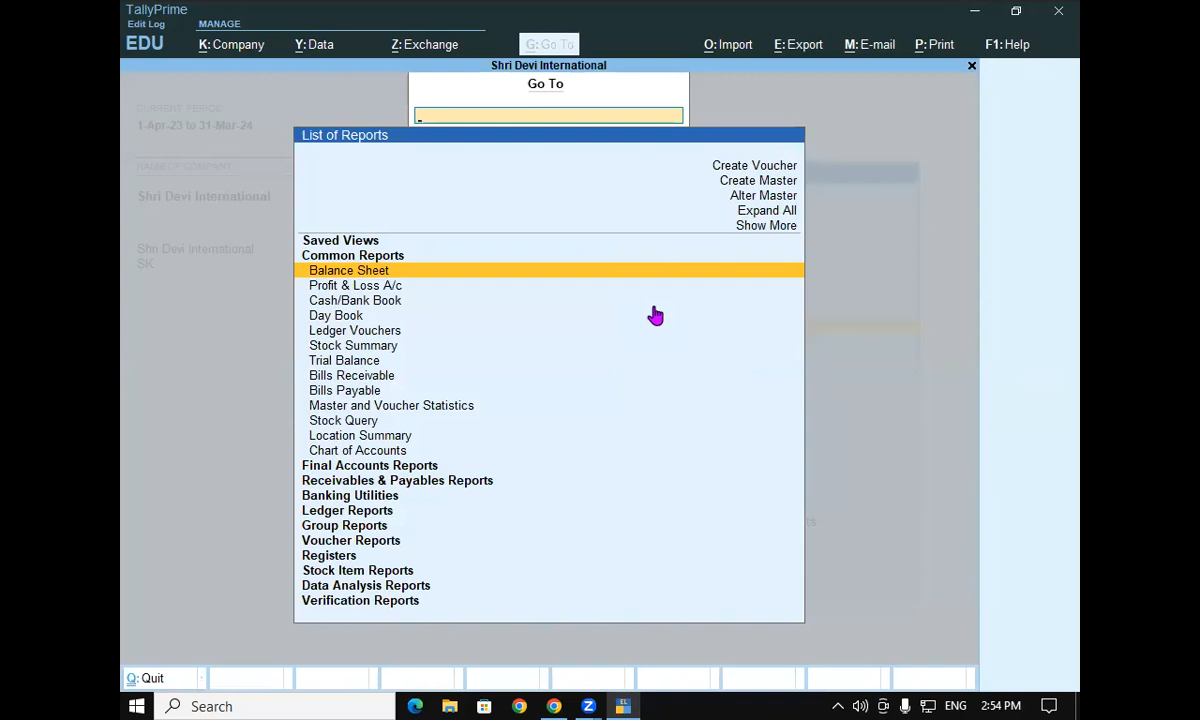 TallyPrime
Edit Log
MANAGE
EDU
K: Company
Y: Data
Z: Exchange
G: Go To
O: Import
E: Export
M: E-mail
P: Print
F1: Help
Shri Devi International
Go To
CURRENT PERIOD
1-Apr-23 to 31-Mar-24
NAME OF COMPANY
Shri Devi International
Shri Devi International
SK
List of Reports
Create Voucher
Create Master
Alter Master
Expand All
Show More
Saved Views
Common Reports
Balance Sheet
Profit & Loss A/c
Cash/Bank Book
Day Book
Ledger Vouchers
Stock Summary
Trial Balance
Bills Receivable
Bills Payable
Master and Voucher Statistics
Stock Query
Location Summary
Chart of Accounts
Final Accounts Reports
Receivables & Payables Reports
Banking Utilities
Ledger Reports
Group Reports
Voucher Reports
Registers
Stock Item Reports
Data Analysis Reports
Verification Reports
Q: Quit
Search
ENG
2:54 PM